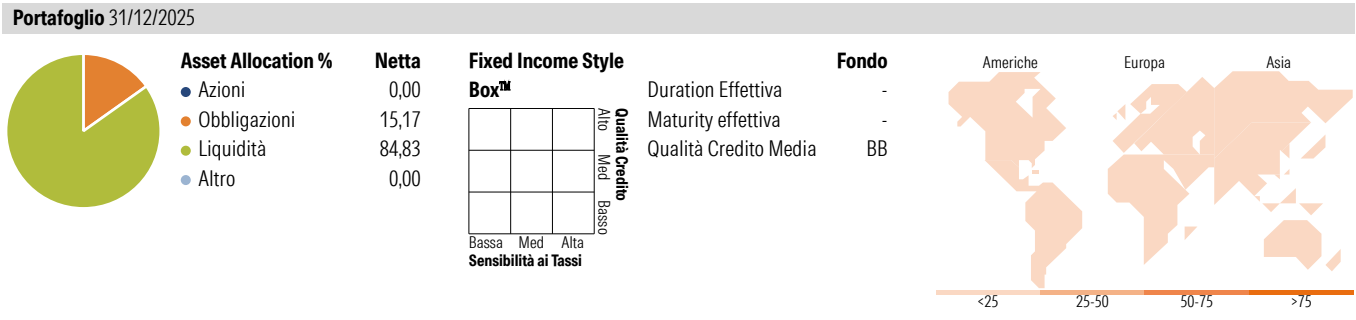 Portafoglio 31/12/2025
Asset Allocation % Netta
Azioni 0,00
Obbligazioni 15,17
Liquidità 84,83
Altro 0,00
Fixed Income Style
Box™
Alto
Med
Basso
Qualità Credito
Bassa Med Alta
Sensibilità ai Tassi
Fondo
Duration Effettiva -
Maturity effettiva -
Qualità Credito Media BB
Americhe Europa Asia
<25 25-50 50-75 >75